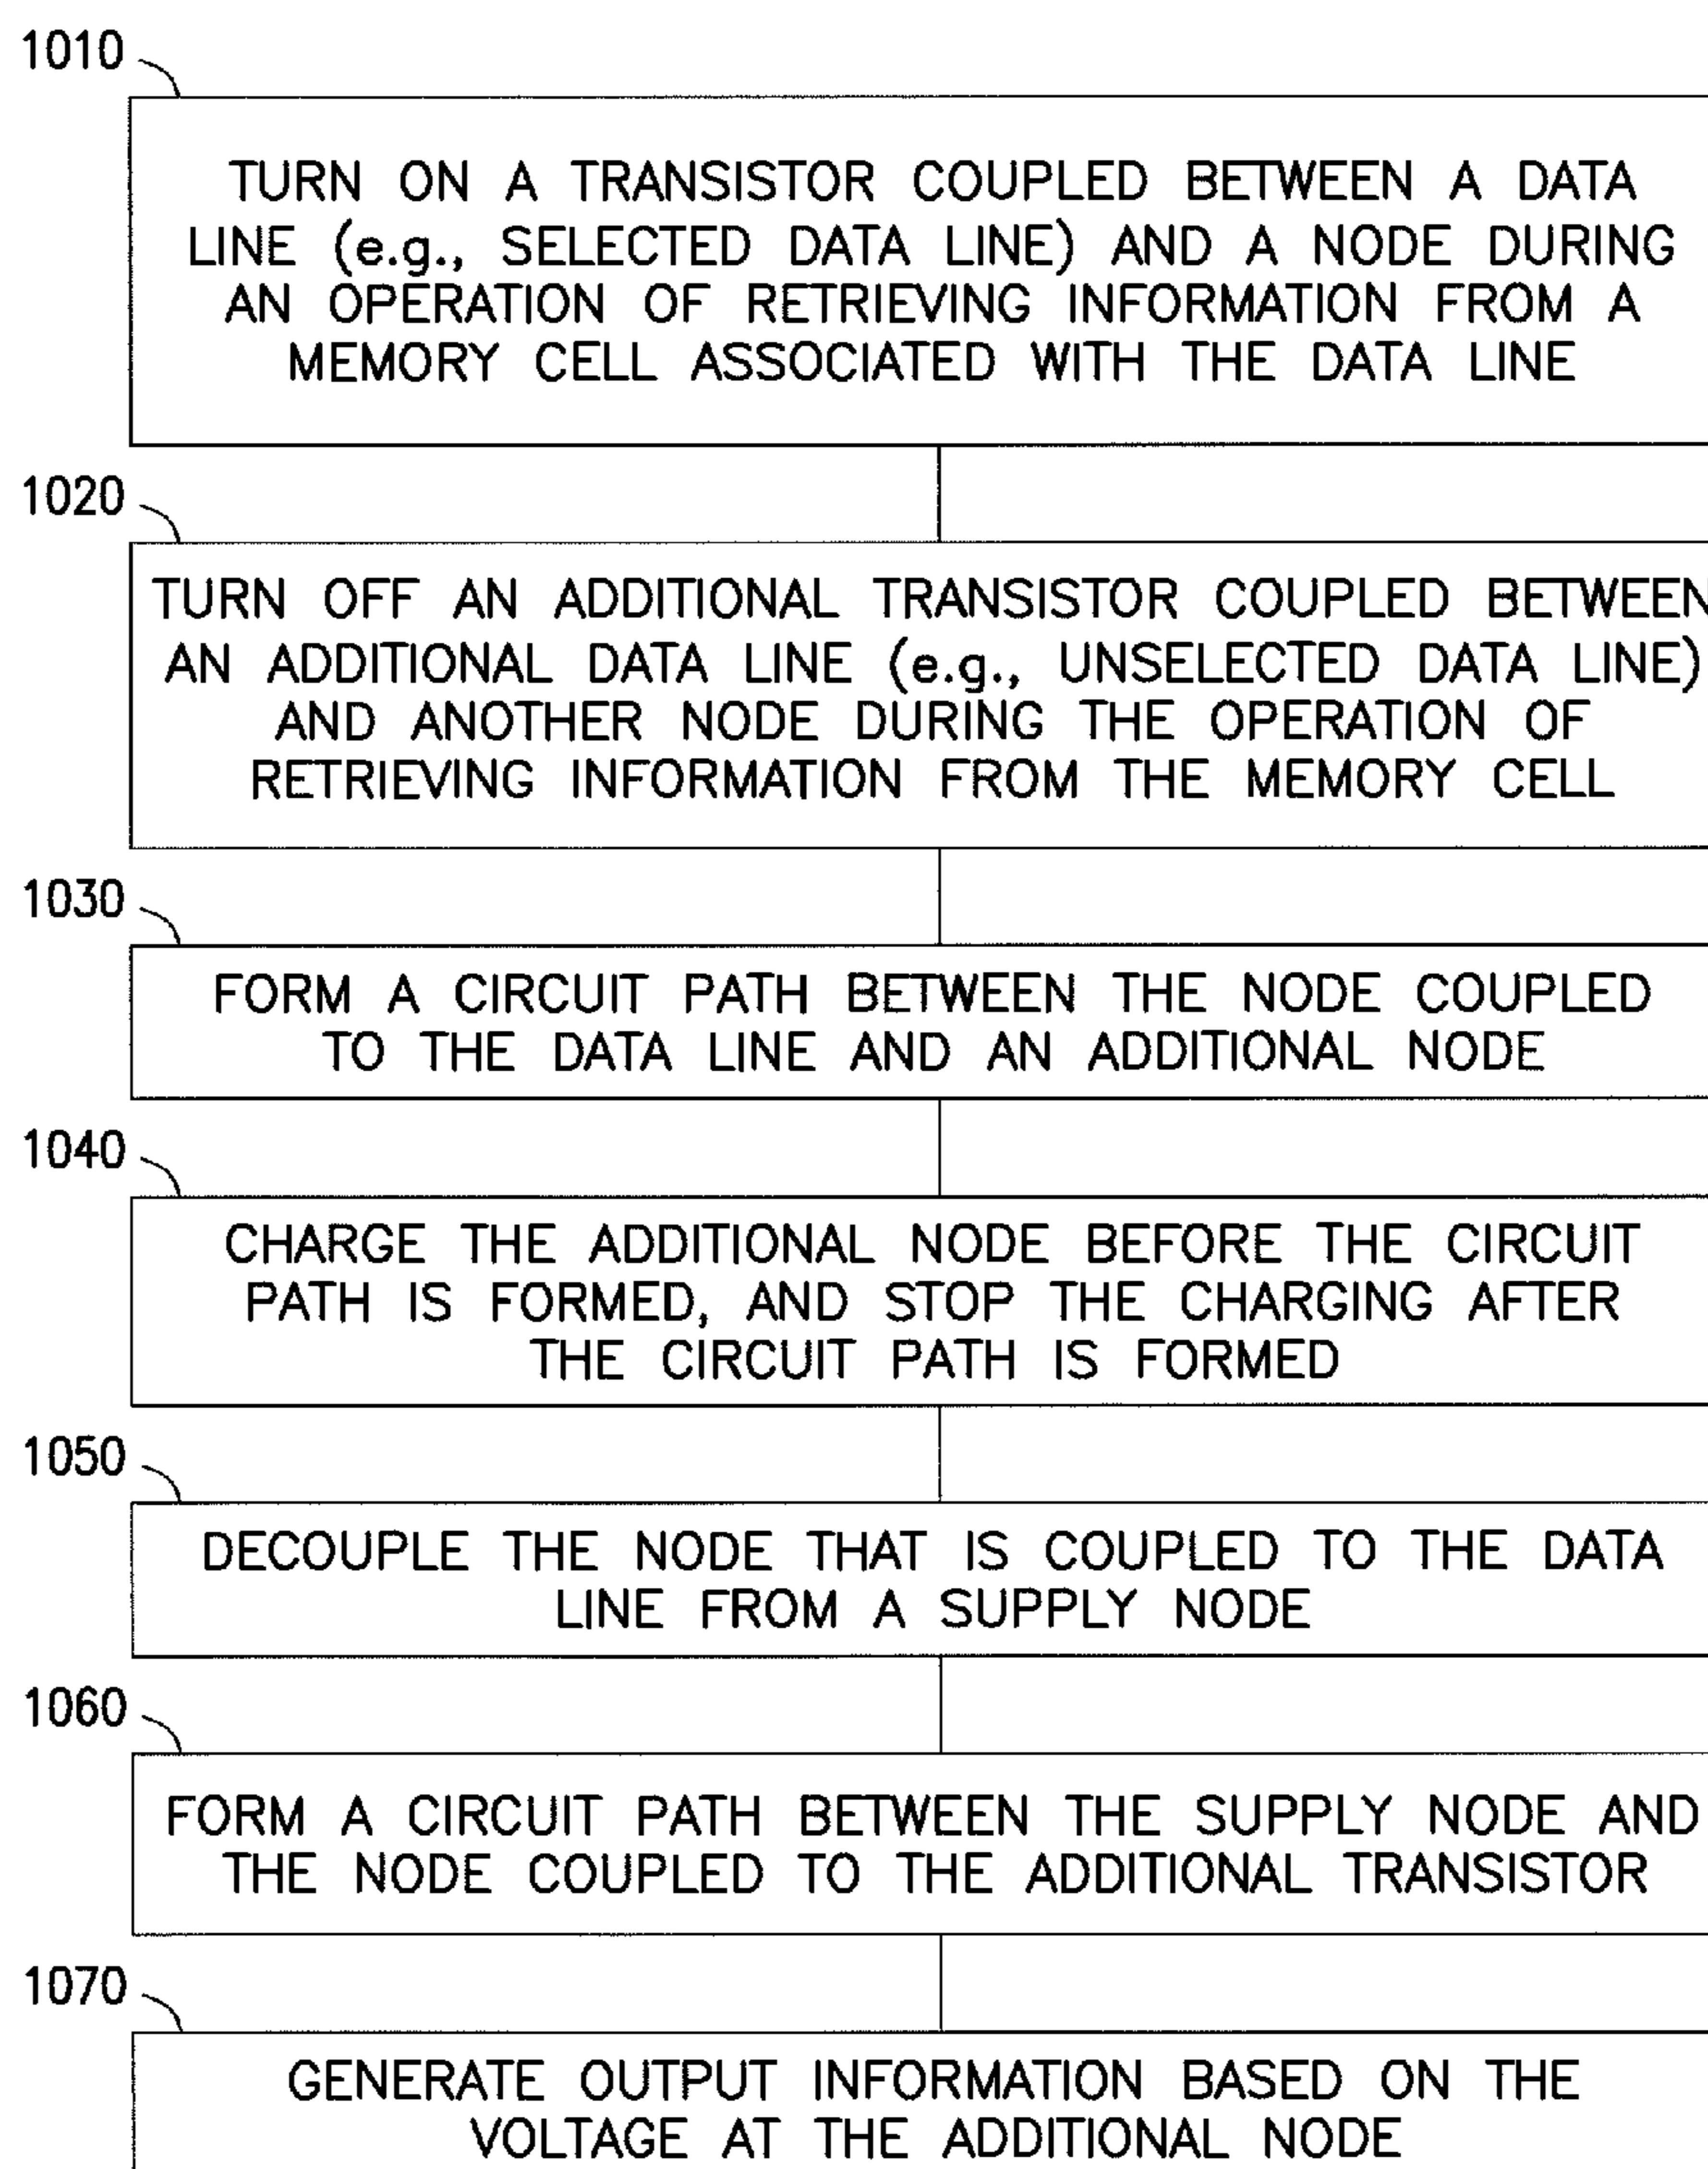 1010
TURN ON A TRANSISTOR COUPLED BETWEEN A DATA
LINE (e.g., SELECTED DATA LINE) AND A NODE DURING
AN OPERATION OF RETRIEVING INFORMATION FROM A
MEMORY CELL ASSOCIATED WITH THE DATA LINE
1020
TURN OFF AN ADDITIONAL TRANSISTOR COUPLED BETWEEN
AN ADDITIONAL DATA LINE (e.g., UNSELECTED DATA LINE)
AND ANOTHER NODE DURING THE OPERATION OF
RETRIEVING INFORMATION FROM THE MEMORY CELL
1030
FORM A CIRCUIT PATH BETWEEN THE NODE COUPLED
TO THE DATA LINE AND AN ADDITIONAL NODE
1040
CHARGE THE ADDITIONAL NODE BEFORE THE CIRCUIT
PATH IS FORMED, AND STOP THE CHARGING AFTER
THE CIRCUIT PATH IS FORMED
1050
DECOUPLE THE NODE THAT IS COUPLED TO THE DATA
LINE FROM A SUPPLY NODE
1060
FORM A CIRCUIT PATH BETWEEN THE SUPPLY NODE AND
THE NODE COUPLED TO THE ADDITIONAL TRANSISTOR
1070
GENERATE OUTPUT INFORMATION BASED ON THE
VOLTAGE AT THE ADDITIONAL NODE